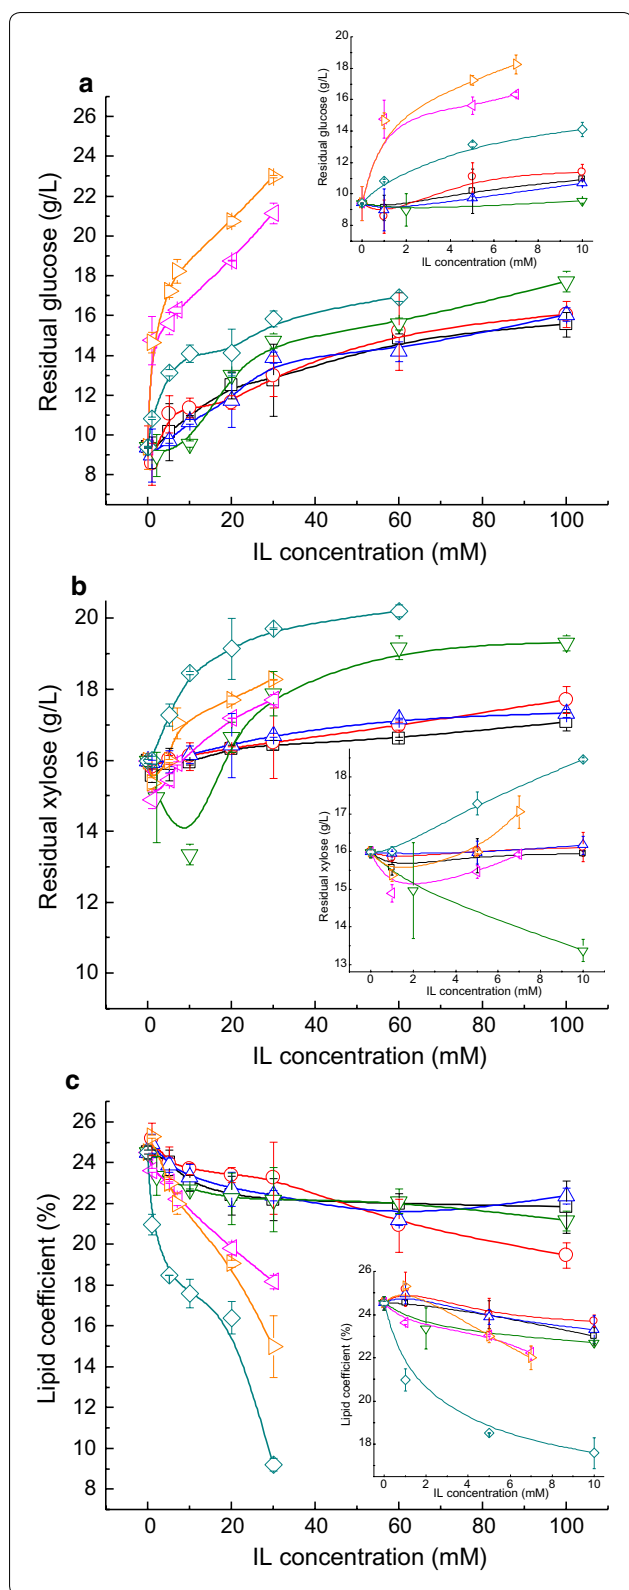 a
26
24
22
20
18
16
14
12
10
8
Residual glucose (g/L)
0 20 40 60 80 100
IL concentration (mM)
20
18
16
14
12
10
8
Residual glucose (g/L)
0 2 4 6 8 10
IL concentration (mM)
b
20
18
16
14
12
10
Residual xylose (g/L)
0 20 40 60 80 100
IL concentration (mM)
18
17
16
15
14
13
Residual xylose (g/L)
0 2 4 6 8 10
IL concentration (mM)
c
26
24
22
20
18
16
14
12
10
8
Lipid coefficient (%)
0 20 40 60 80 100
IL concentration (mM)
26
24
22
20
18
Lipid coefficient (%)
0 2 4 6 8 10
IL concentration (mM)